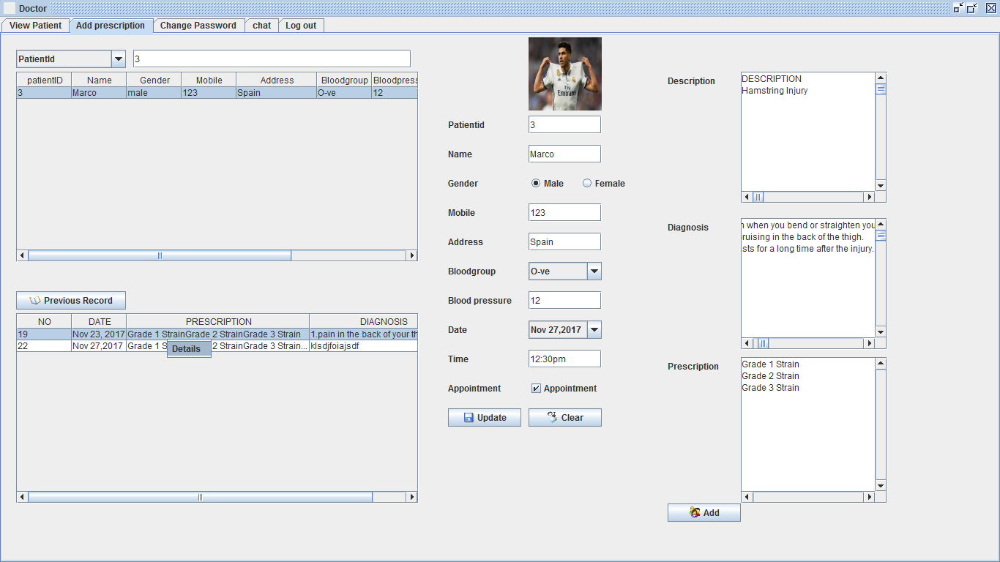 Doctor
View Patient Add prescription Change Password chat Log out
PatientId 3
patientID Name Gender Mobile Address Bloodgroup Bloodpress
3 Marco male 123 Spain O-ve 12
Previous Record
NO DATE PRESCRIPTION DIAGNOSIS
19 Nov 23, 2017 Grade 1 StrainGrade 2 StrainGrade 3 Strain 1.pain in the back of your th
22 Nov 27,2017 Grade 1 S 2 StrainGrade 3 Strain... klsdjfoiajsdf
Details
Fly
Emirates
Patientid 3
Name Marco
Gender Male Female
Mobile 123
Address Spain
Bloodgroup O-ve
Blood pressure 12
Date Nov 27,2017
Time 12:30pm
Appointment Appointment
Update Clear
Description DESCRIPTION
Hamstring Injury
Diagnosis
when you bend or straighten you
ruising in the back of the thigh.
sts for a long time after the injury.
Prescription Grade 1 Strain
Grade 2 Strain
Grade 3 Strain
Add